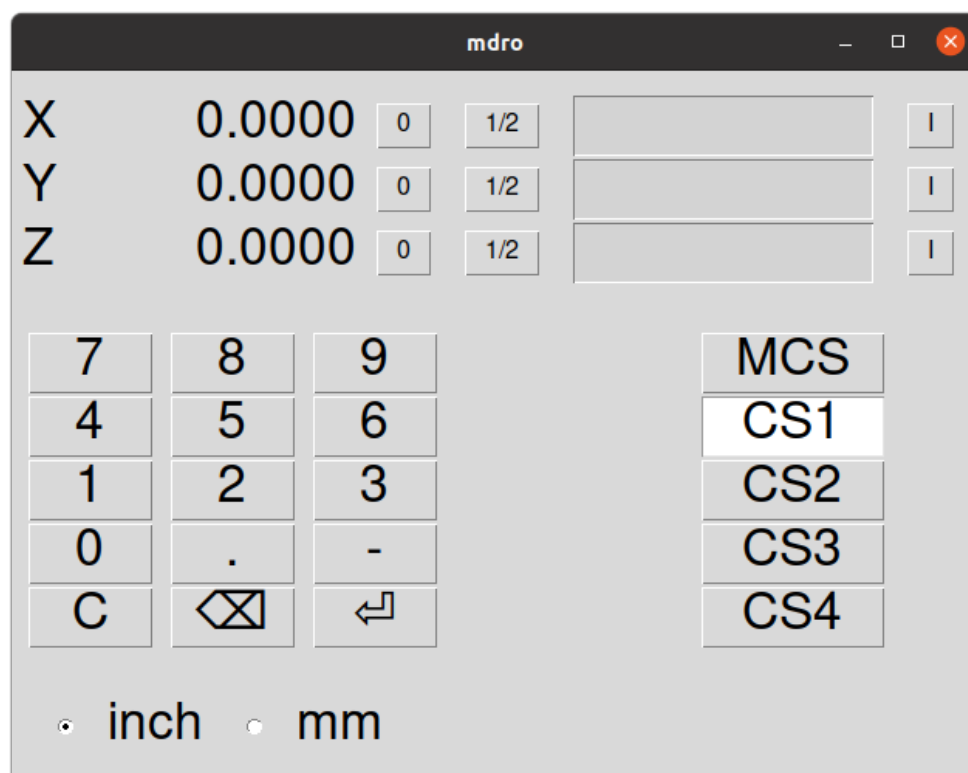 mdro
X 0.0000 0 1/2 I
Y 0.0000 0 1/2 I
Z 0.0000 0 1/2 I
7 8 9 MCS
4 5 6 CS1
1 2 3 CS2
0 . - CS3
C ⌫ ⏎ CS4
inch mm